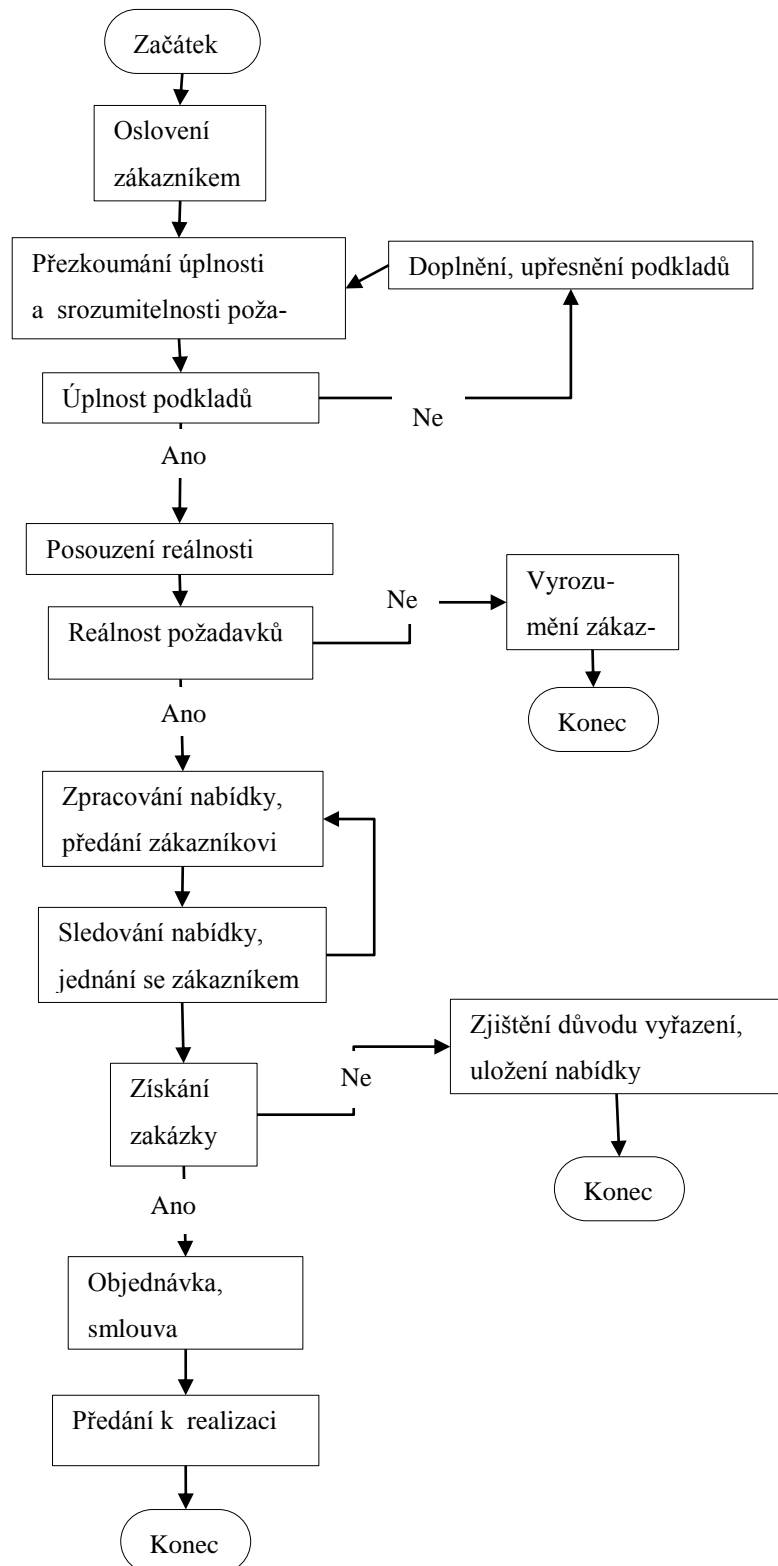 Začátek
Oslovení
zákazníkem
Přezkoumání úplnosti
a srozumitelnosti poža-
Doplnění, upřesnění podkladů
Úplnost podkladů
Ne
Ano
Posouzení reálnosti
Reálnost požadavků
Ne
Vyrozu-
mění zákaz-
Konec
Ano
Zpracování nabídky,
předání zákazníkovi
Sledování nabídky,
jednání se zákazníkem
Zjištění důvodu vyřazení,
uložení nabídky
Ne
Získání
zakázky
Konec
Ano
Objednávka,
smlouva
Předání k realizaci
Konec